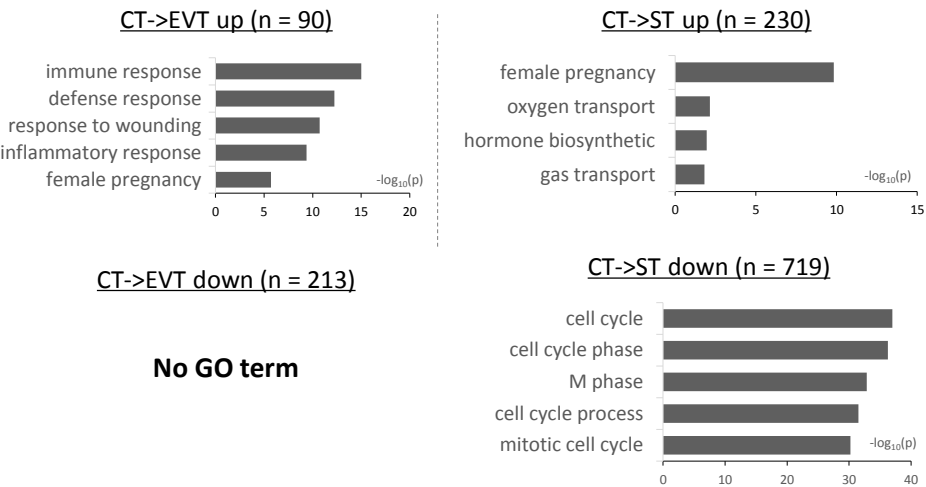 CT->EVT up (n = 90)
immune response
defense response
response to wounding
inflammatory response
female pregnancy
-log10(p)
0 5 10 15 20
CT->ST up (n = 230)
female pregnancy
oxygen transport
hormone biosynthetic
gas transport
-log10(p)
0 5 10 15
CT->EVT down (n = 213)
No GO term
CT->ST down (n = 719)
cell cycle
cell cycle phase
M phase
cell cycle process
mitotic cell cycle
-log10(p)
0 10 20 30 40